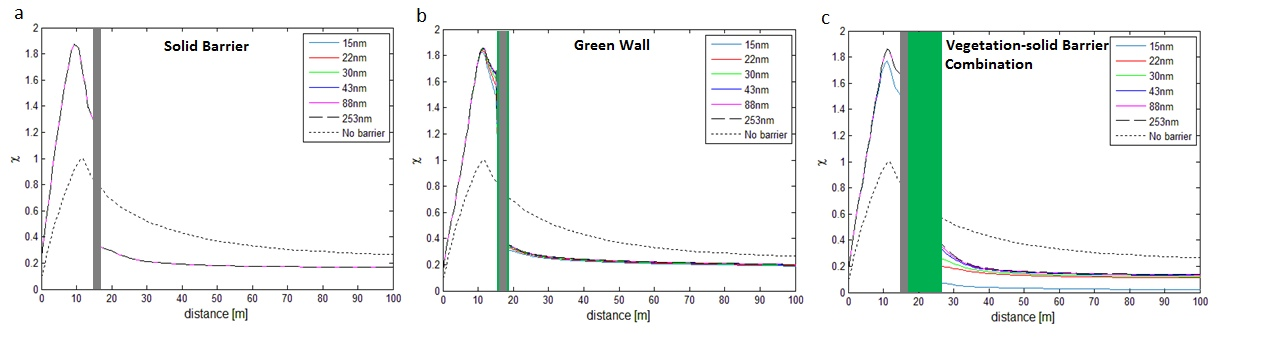 a
Solid Barrier
15nm
22nm
30nm
43nm
88nm
253nm
No barrier
χ
2
1.8
1.6
1.4
1.2
1
0.8
0.6
0.4
0.2
0
0 10 20 30 40 50 60 70 80 90 100
distance [m]
b
Green Wall
15nm
22nm
30nm
43nm
88nm
253nm
No barrier
χ
2
1.8
1.6
1.4
1.2
1
0.8
0.6
0.4
0.2
0
0 10 20 30 40 50 60 70 80 90 100
distance [m]
c
Vegetation-solid Barrier
Combination
15nm
22nm
30nm
43nm
88nm
253nm
No barrier
χ
2
1.8
1.6
1.4
1.2
1
0.8
0.6
0.4
0.2
0
0 10 20 30 40 50 60 70 80 90 100
distance [m]